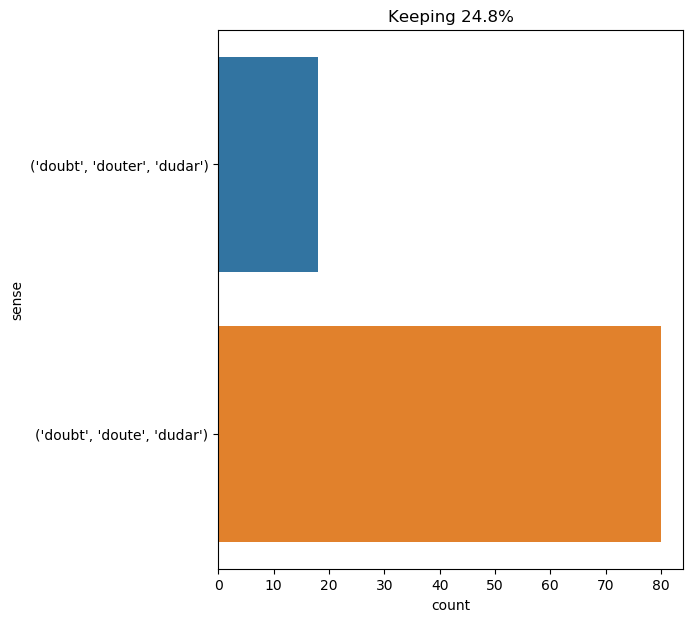 Keeping 24.8%
('doubt', 'douter', 'dudar')
('doubt', 'doute', 'dudar')
sense
0 10 20 30 40 50 60 70 80
count